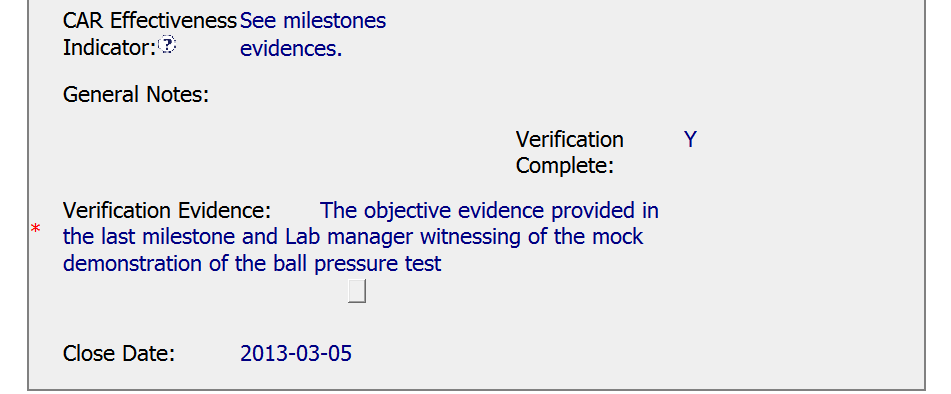 CAR Effectiveness See milestones
Indicator:? evidences.
General Notes:
Verification Y
Complete:
Verification Evidence: The objective evidence provided in
* the last milestone and Lab manager witnessing of the mock
demonstration of the ball pressure test
Close Date: 2013-03-05